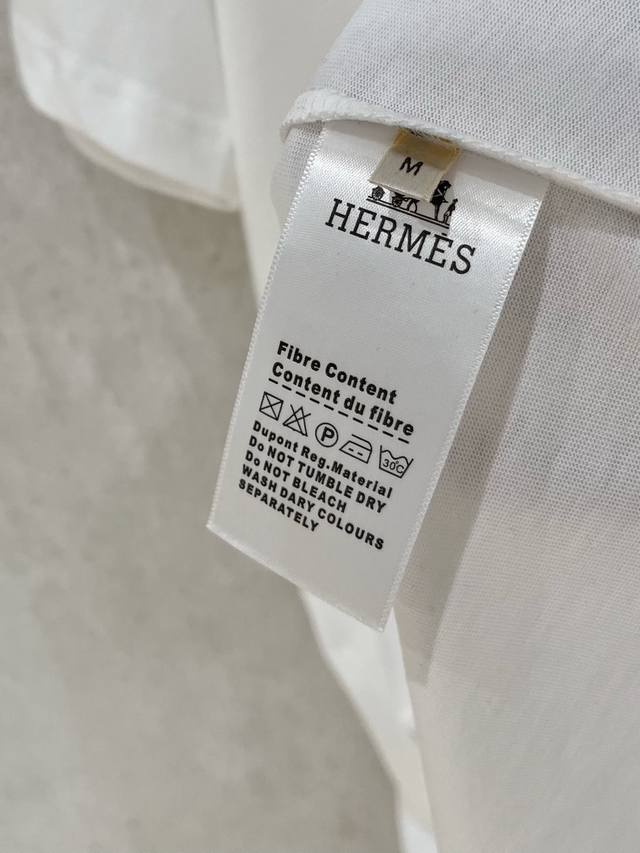 M
HERMÈS
Fibre Content
Content du fibre
P
30C
Dupont Reg.Material
Do NOT TUMBLE DRY
Do NOT BLEACH
WASH DARY COLOURS
SEPARATELY